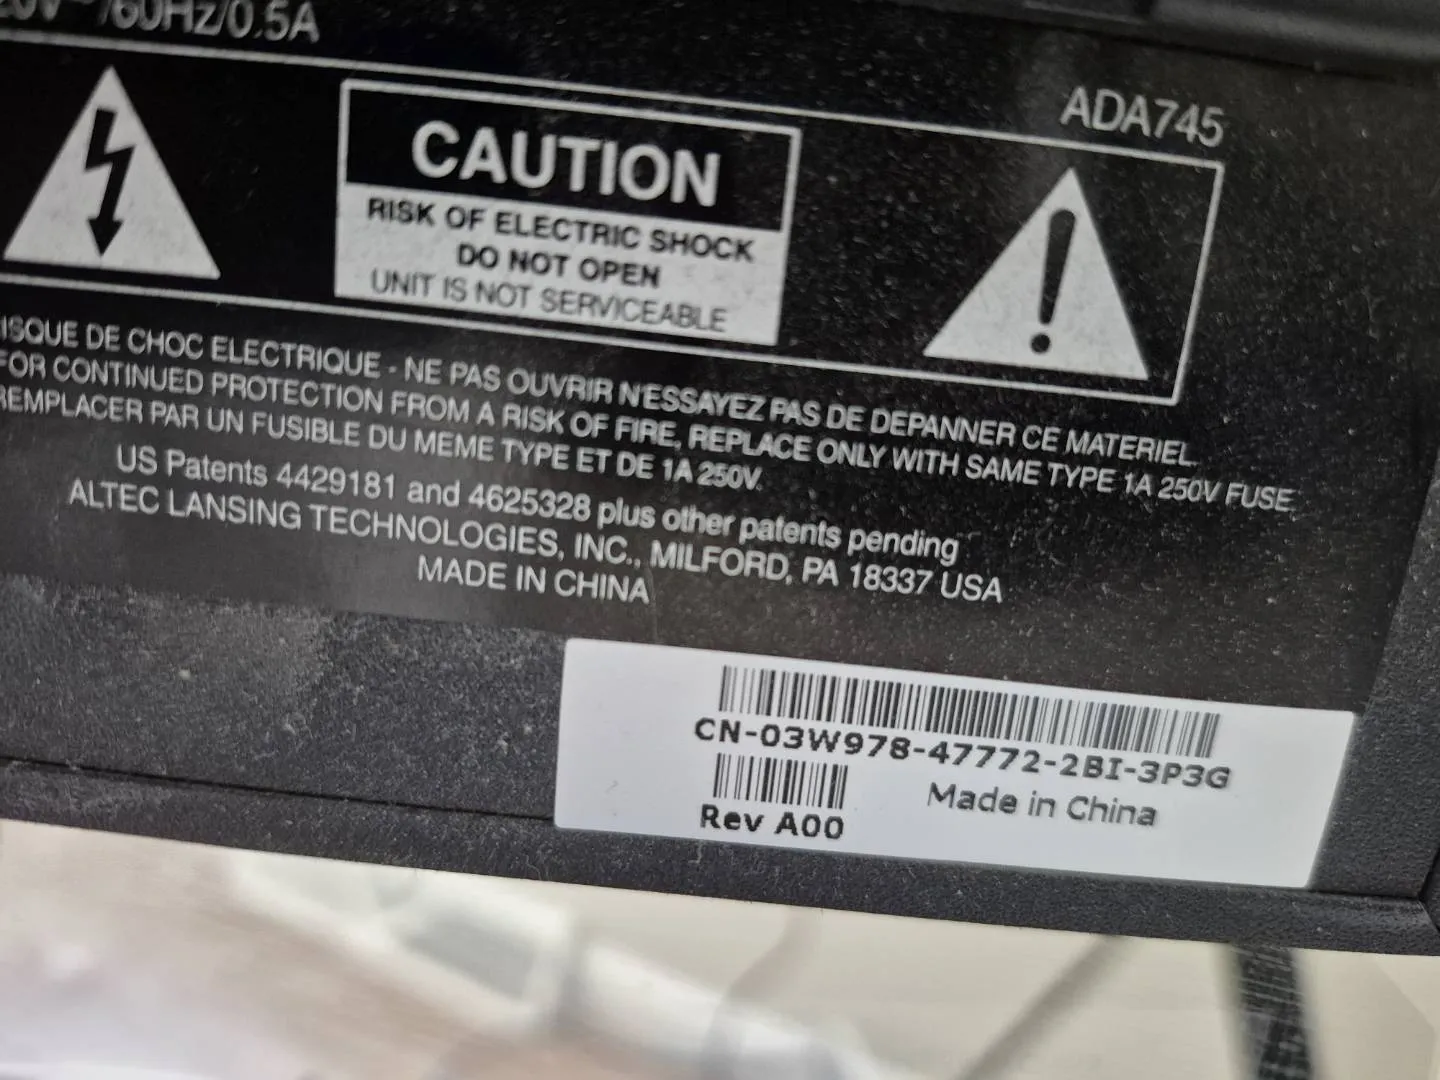 20V~/60Hz/0.5A
ADA745
CAUTION
RISK OF ELECTRIC SHOCK
DO NOT OPEN
UNIT IS NOT SERVICEABLE
ISQUE DE CHOC ELECTRIQUE - NE PAS OUVRIR N'ESSAYEZ PAS DE DEPANNER CE MATERIEL.
FOR CONTINUED PROTECTION FROM A RISK OF FIRE, REPLACE ONLY WITH SAME TYPE 1A 250V FUSE.
REMPLACER PAR UN FUSIBLE DU MEME TYPE ET DE 1A 250V.
US Patents 4429181 and 4625328 plus other patents pending
ALTEC LANSING TECHNOLOGIES, INC., MILFORD, PA 18337 USA
MADE IN CHINA
CN-03W978-47772-2BI-3P3G
Rev A00
Made in China